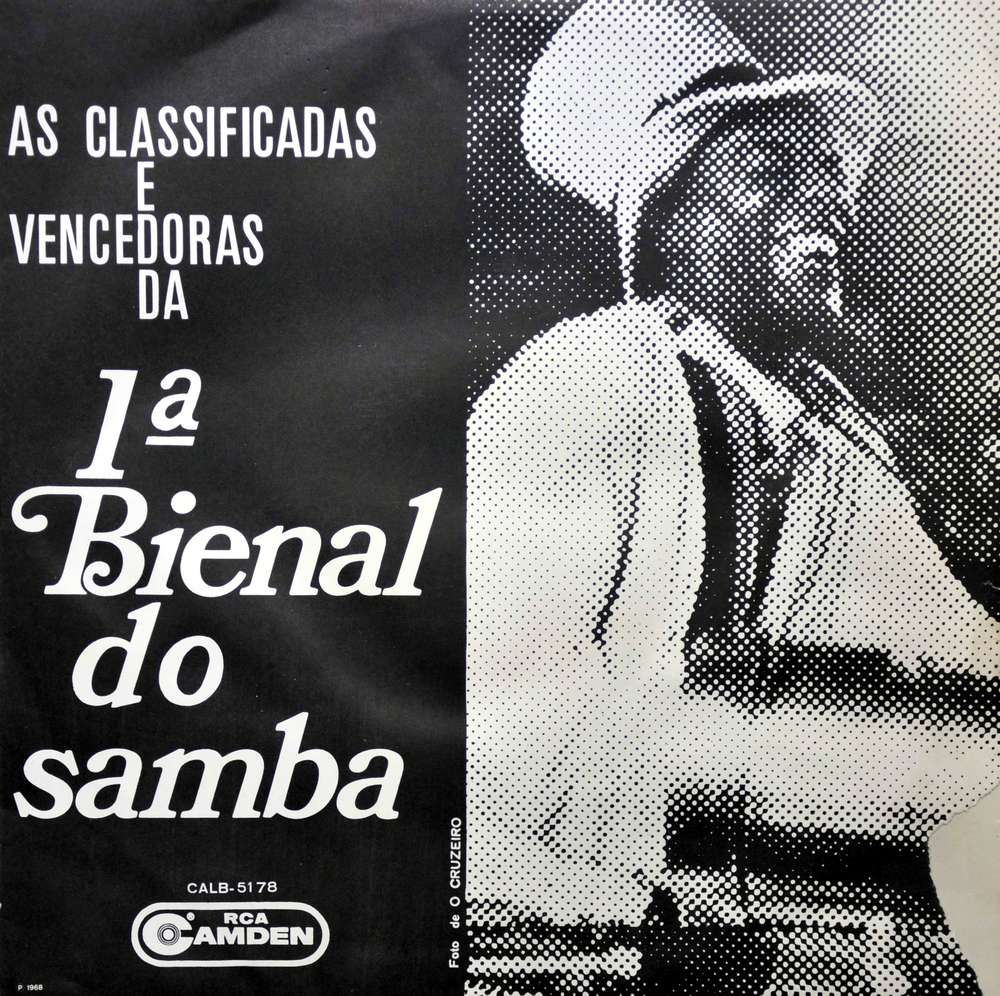 AS CLASSIFICADAS
E
VENCEDORAS
DA
1ª
Bienal
do
samba
CALB-5178
RCA
CAMDEN
Foto de O CRUZEIRO
P 1968